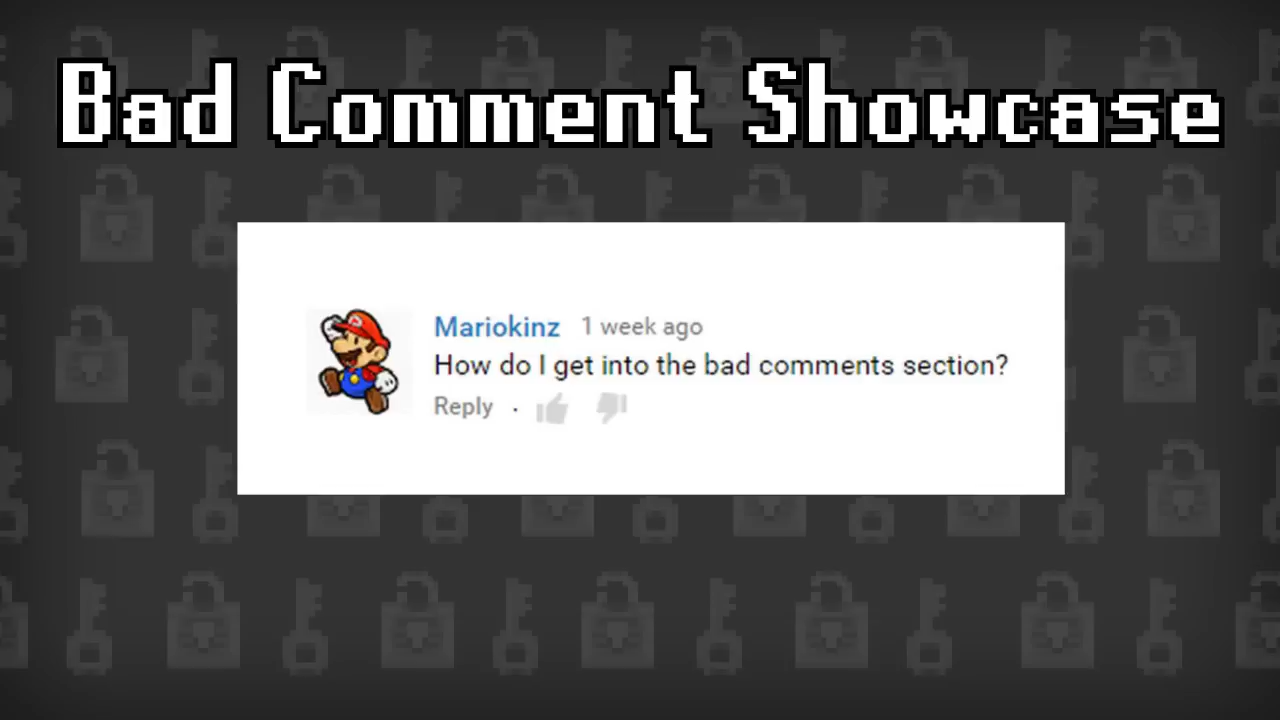 Bad Comment Showcase
Mariokinz 1 week ago
How do I get into the bad comments section?
Reply ·